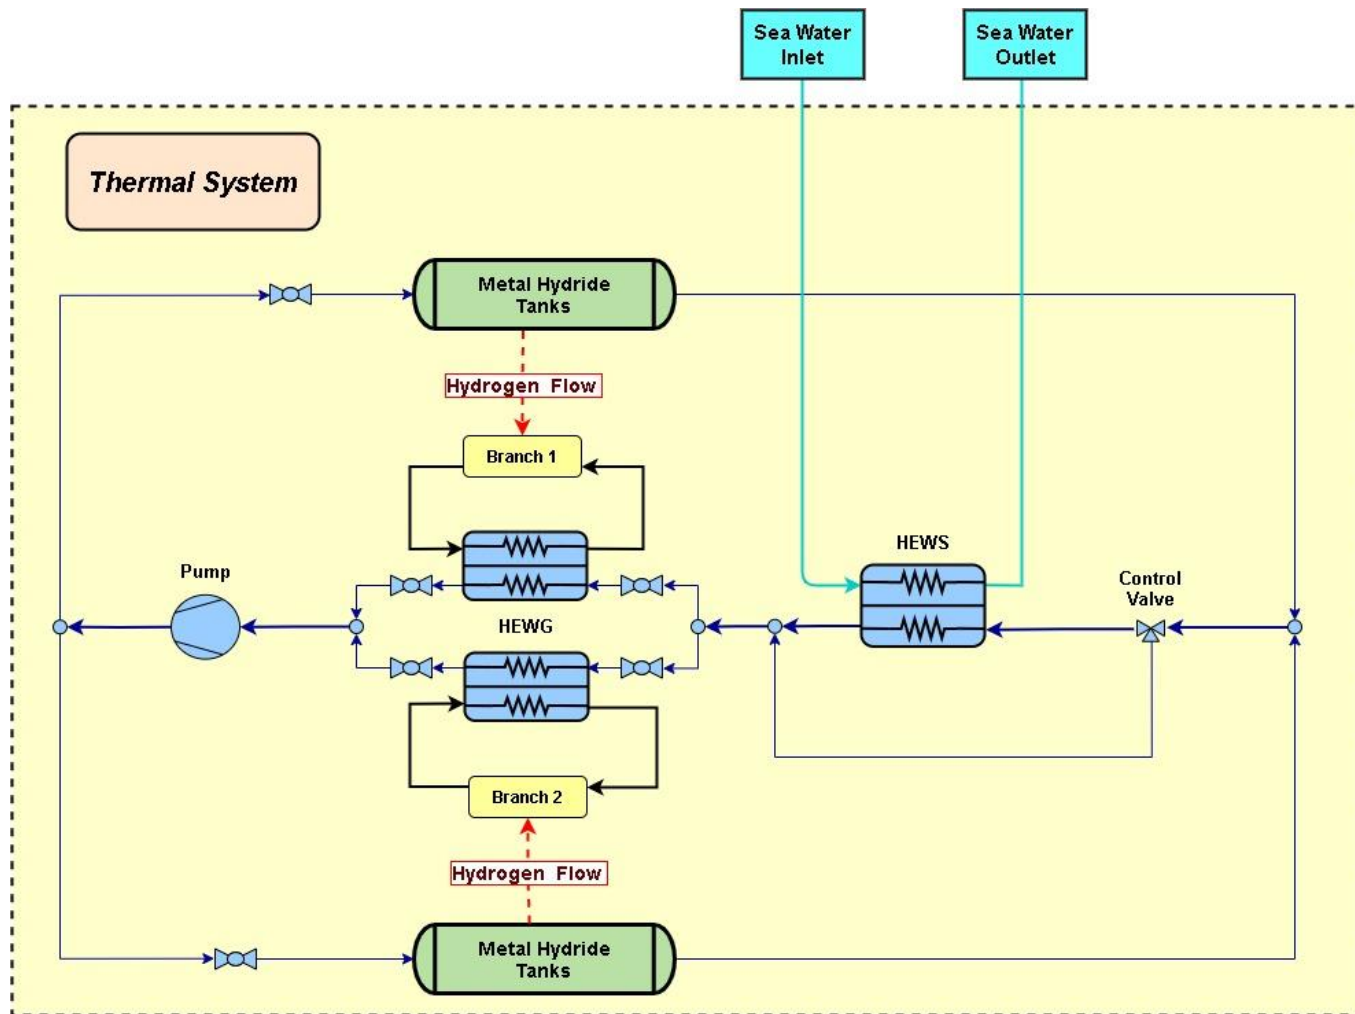 Sea Water
Inlet
Sea Water
Outlet
Thermal System
Metal Hydride
Tanks
Hydrogen Flow
Branch 1
HEWS
Pump
Control
Valve
HEWG
Branch 2
Hydrogen Flow
Metal Hydride
Tanks